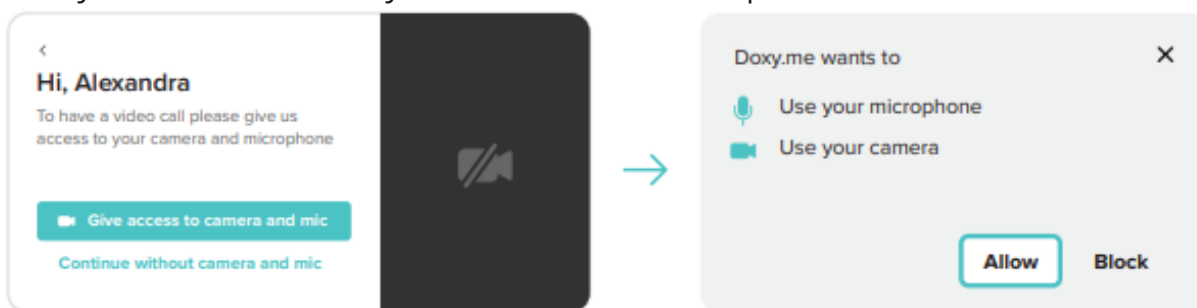 Hi, Alexandra
To have a video call please give us
access to your camera and microphone
Give access to camera and mic
Continue without camera and mic
Doxy.me wants to
Use your microphone
Use your camera
Allow
Block